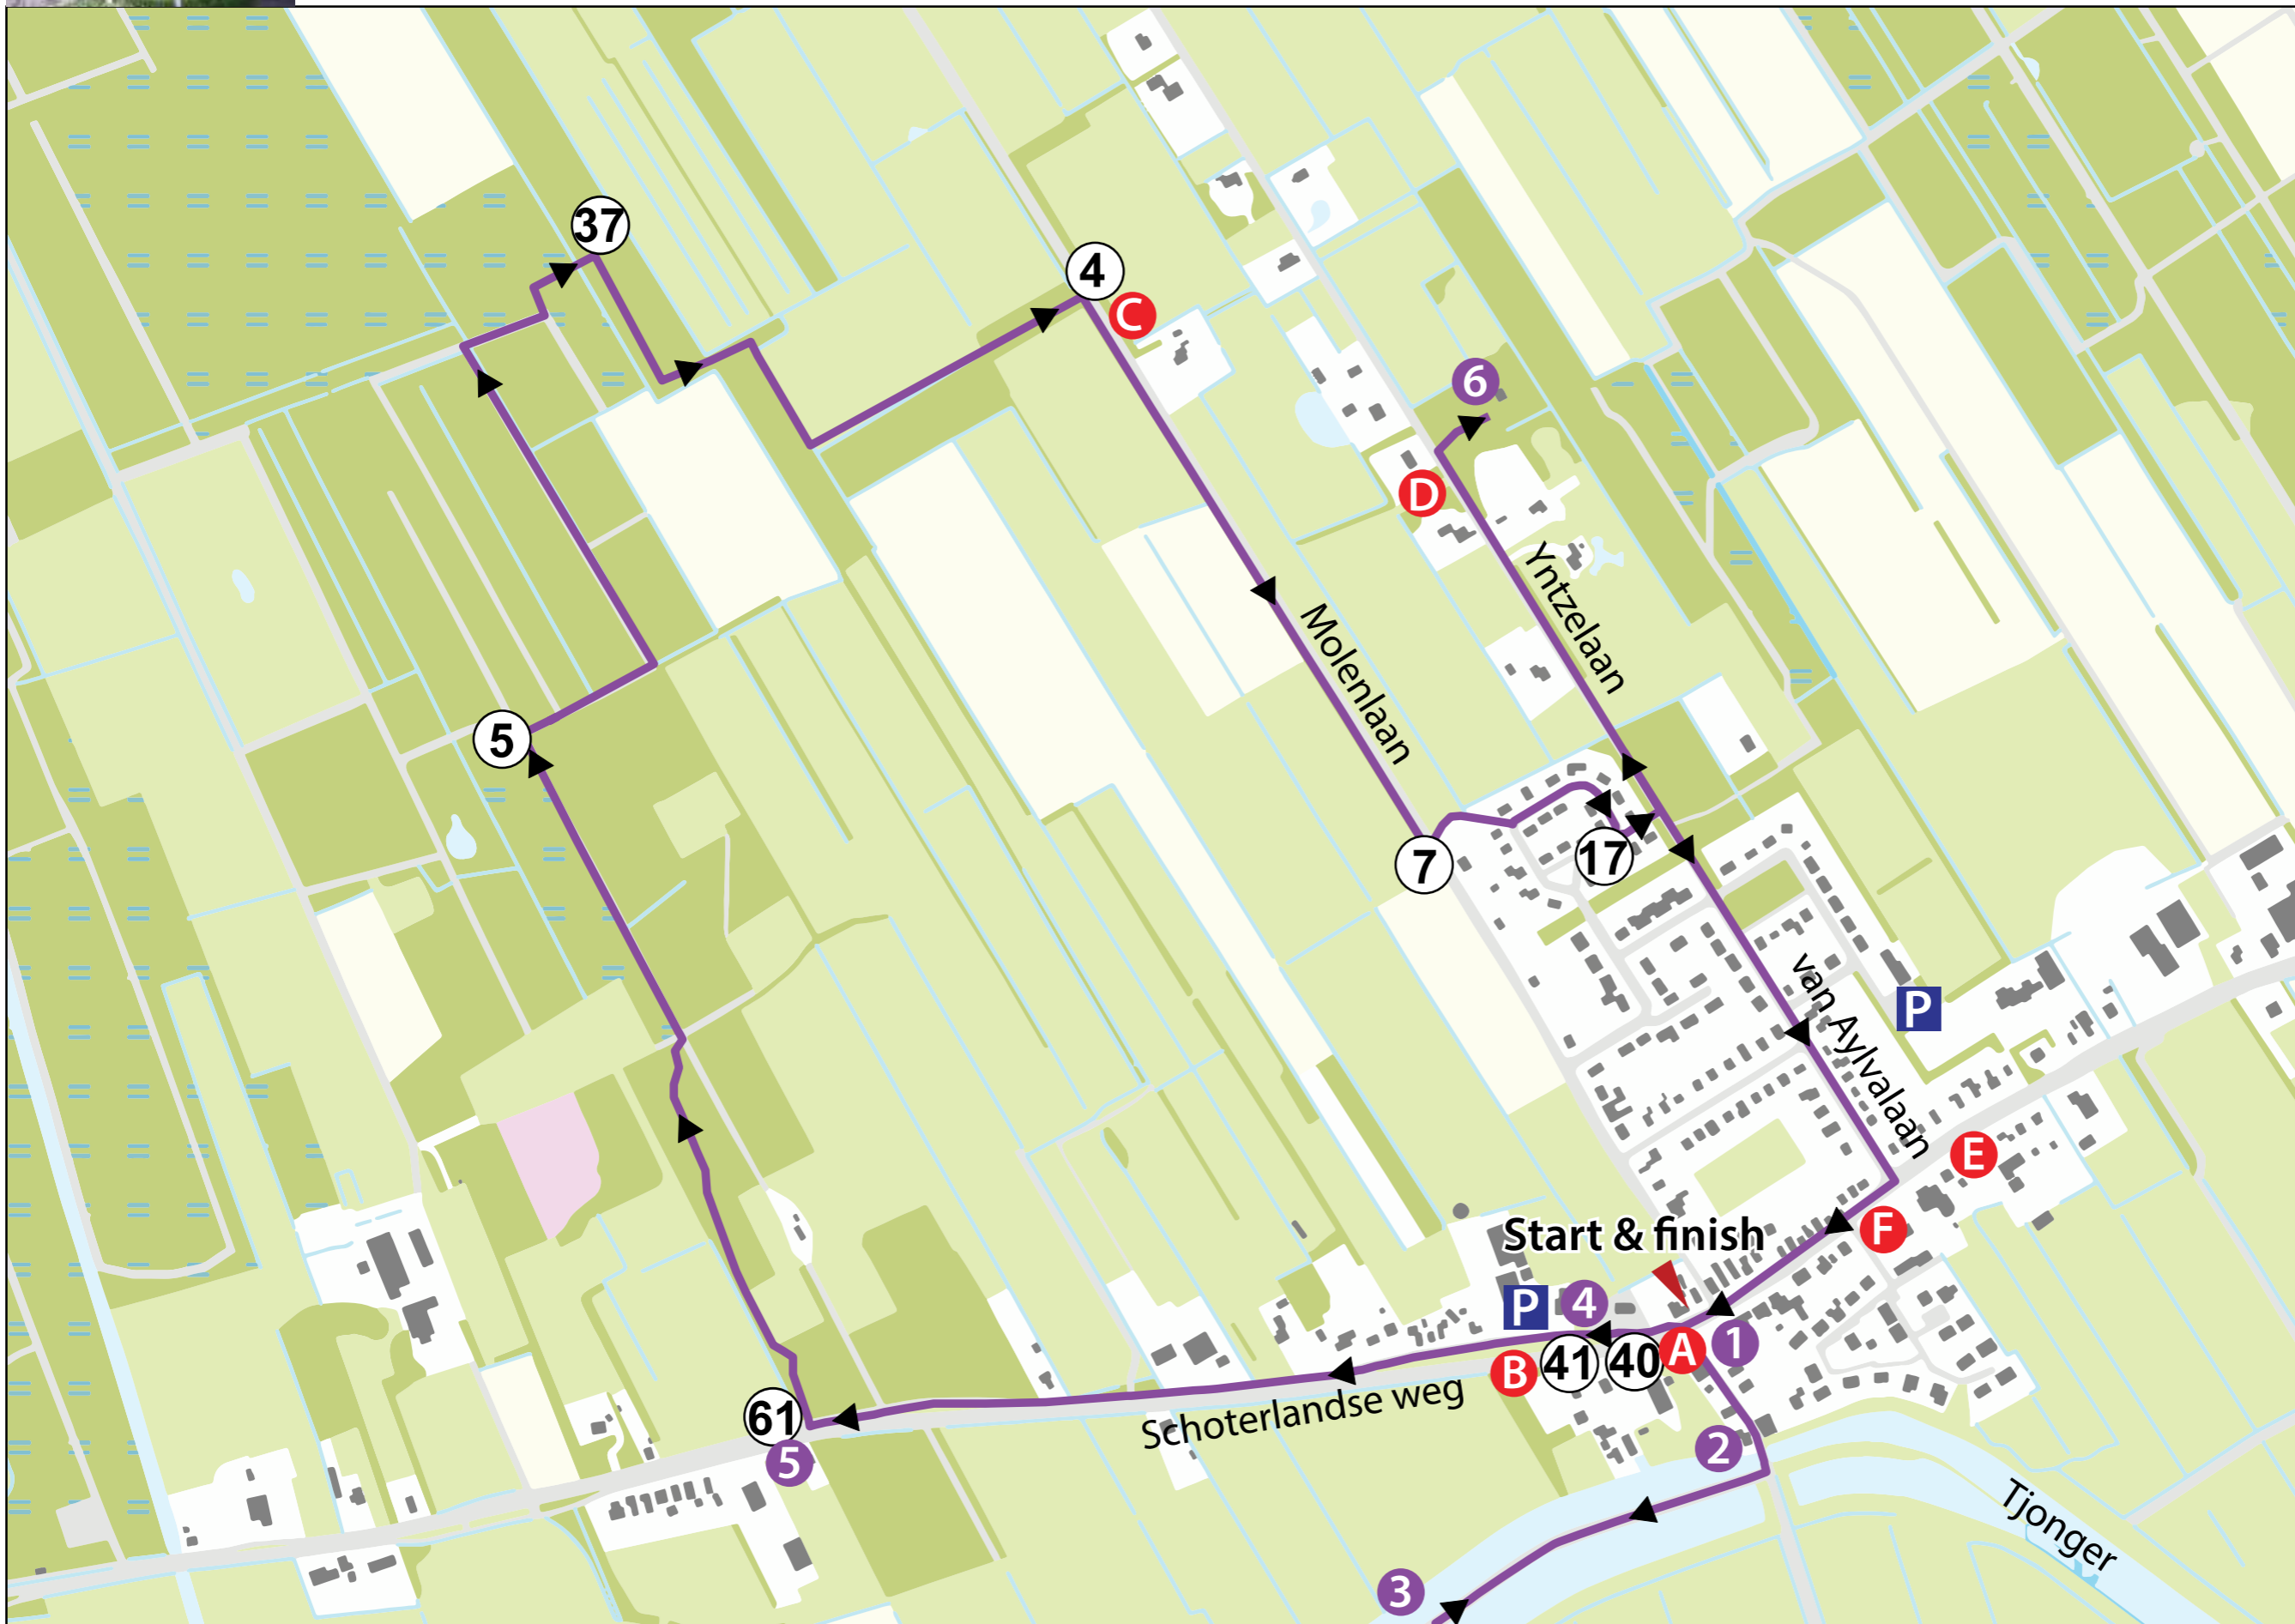 37
4
C
6
D
Yntzelaan
Molenlaan
5
7
17
van Aylvalaan
P
E
F
Start & finish
P
4
A
1
B
41
40
Schoterlandse weg
61
5
2
Tjonger
3